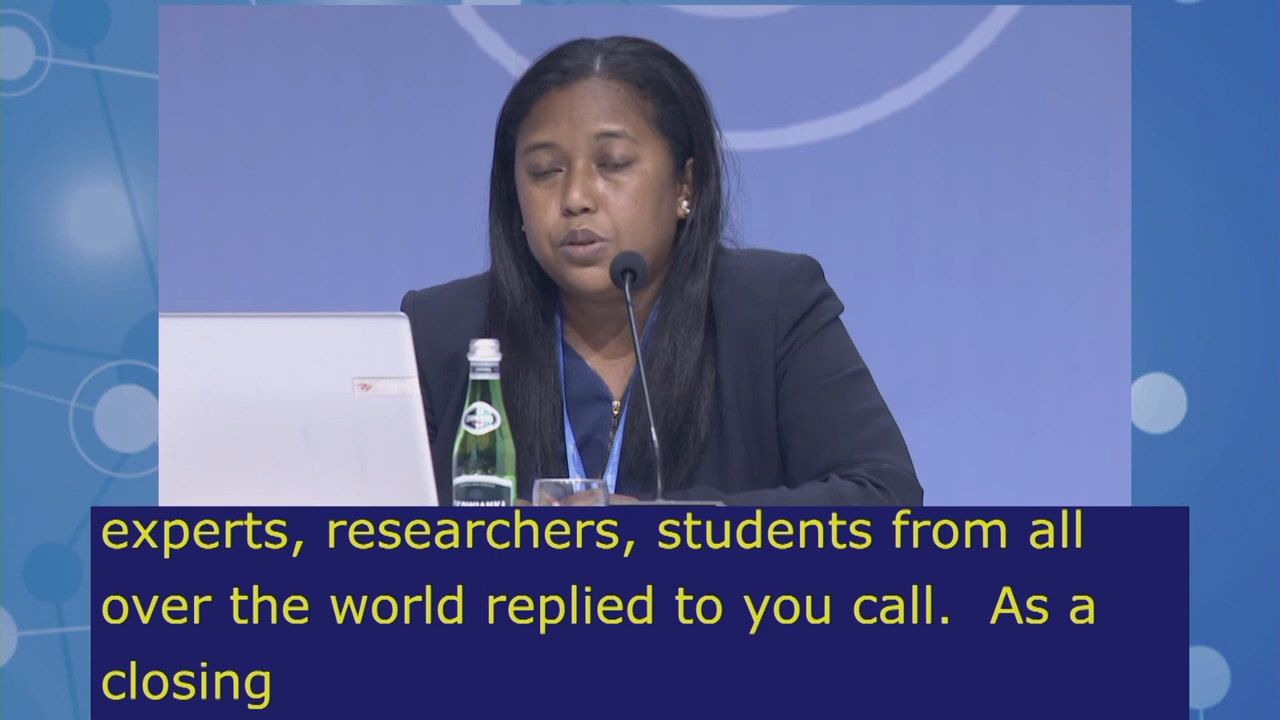 experts, researchers, students from all
over the world replied to you call.  As a
closing